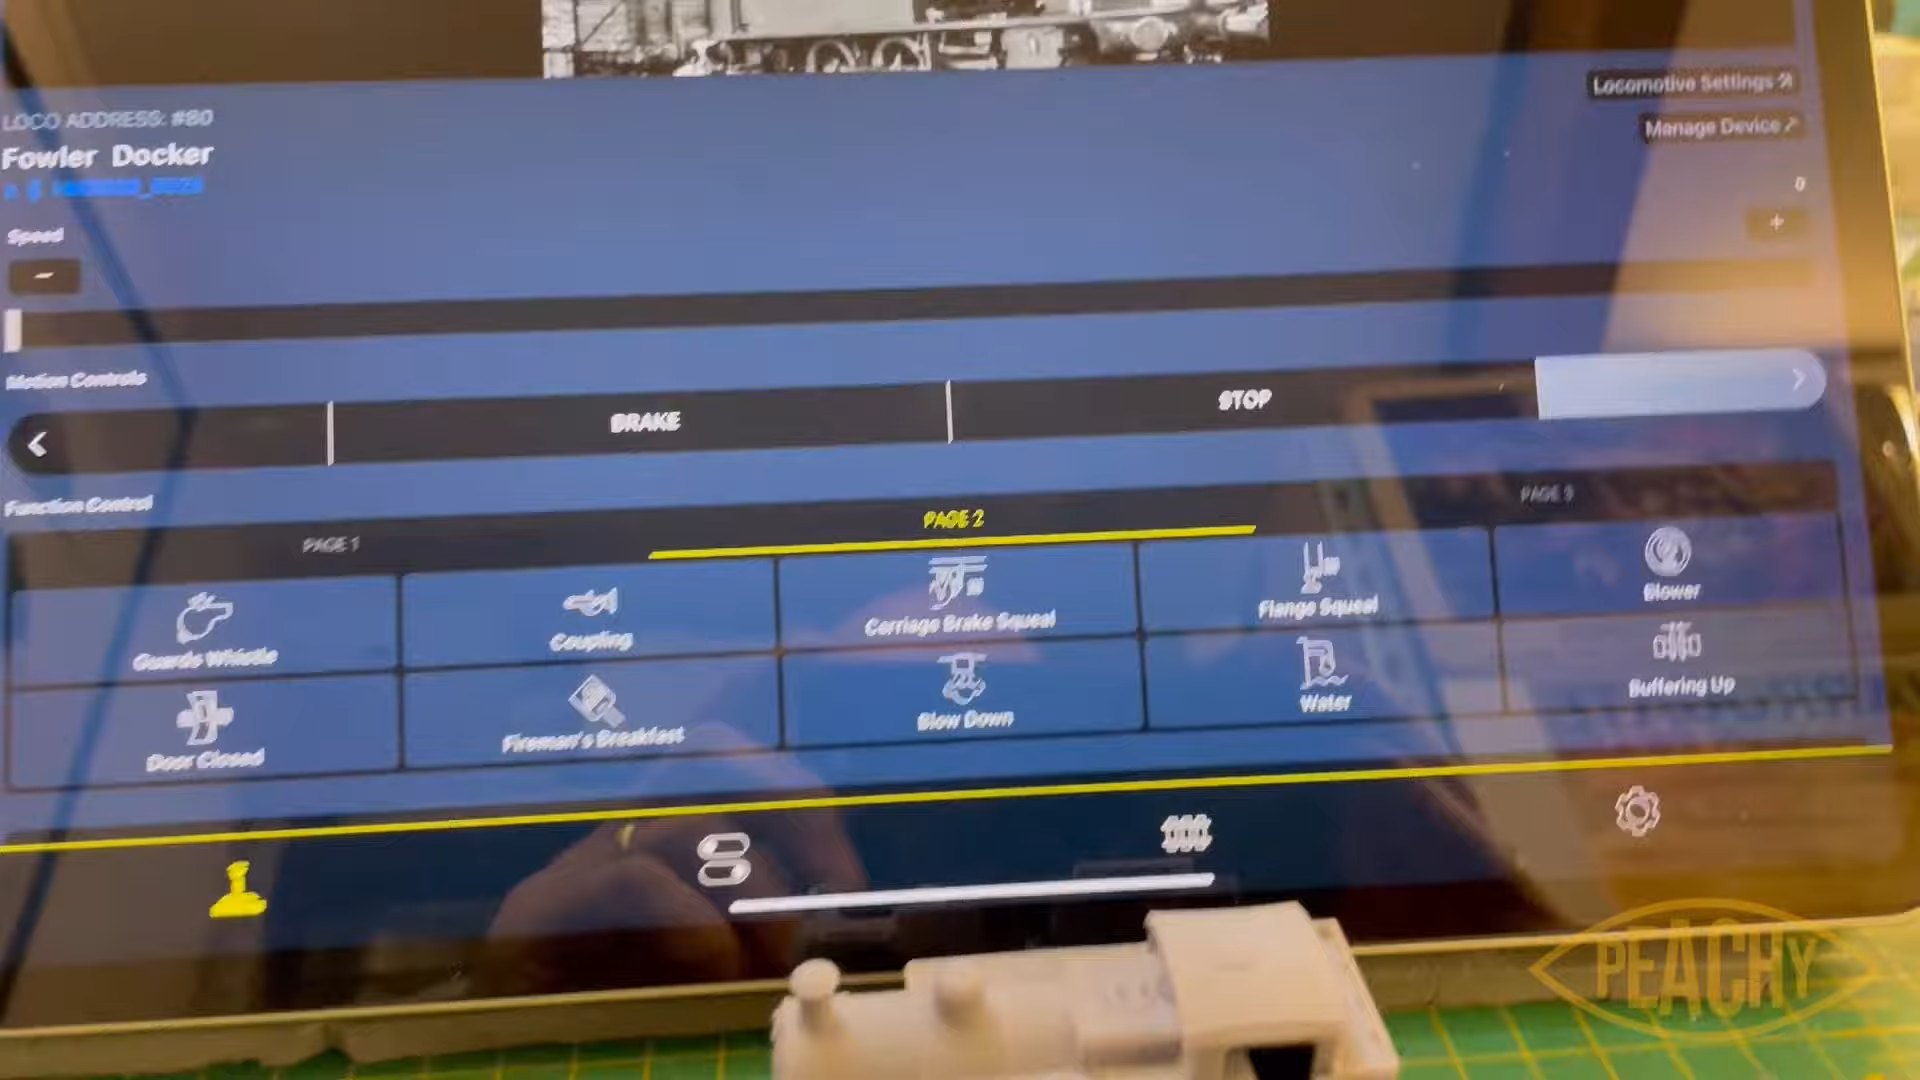 Locomotive Settings
LOCO ADDRESS: #80
Manage Device
Fowler Docker
0
Speed
-
+
Motion Controls
BRAKE
STOP
Function Control
PAGE 1
PAGE 2
PAGE 3
Guards Whistle
Coupling
Carriage Brake Squeal
Flange Squeal
Blower
Door Closed
Fireman's Breakfast
Blow Down
Water
Buffering Up
PEACHY